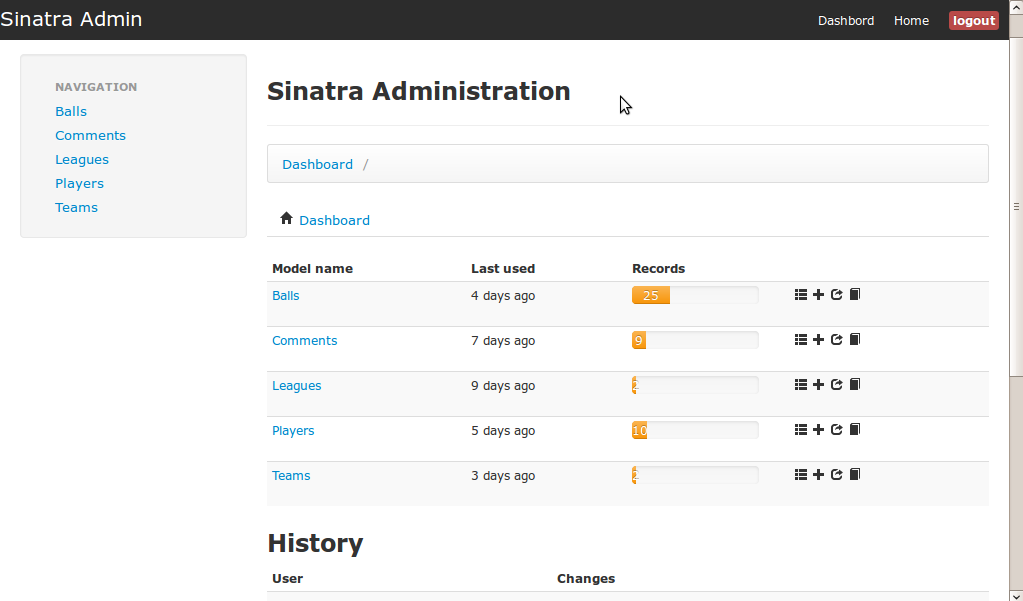 Sinatra Admin
Dashbord Home logout
NAVIGATION
Balls
Comments
Leagues
Players
Teams
Sinatra Administration
Dashboard /
Dashboard
Model name Last used Records
Balls 4 days ago 25
Comments 7 days ago 9
Leagues 9 days ago
Players 5 days ago 10
Teams 3 days ago
History
User Changes